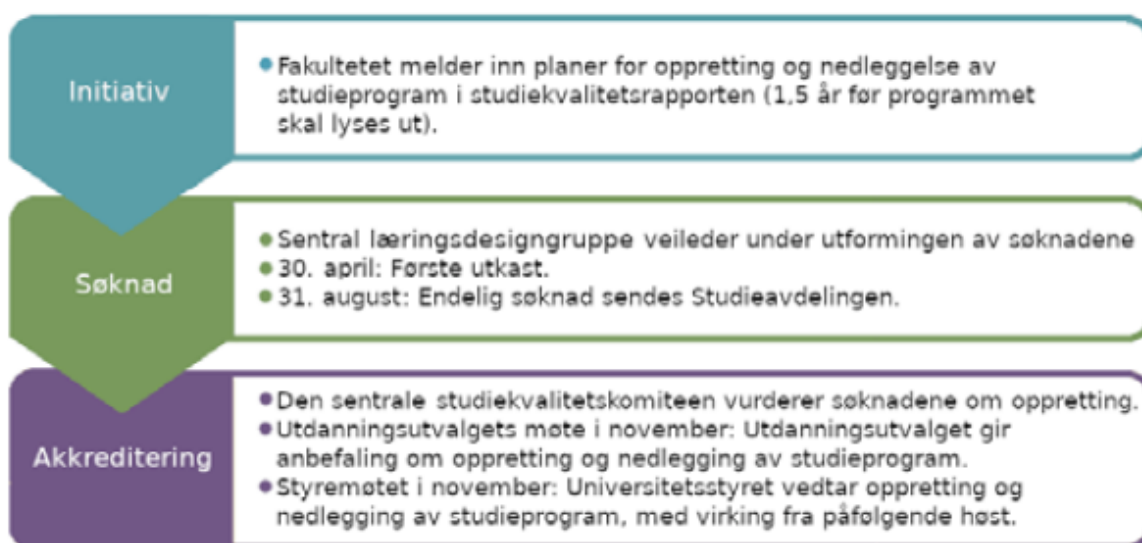 Initiativ
Fakultetet melder inn planer for oppretting og nedleggelse av
studieprogram i studiekvalitetsrapporten (1,5 år før programmet
skal lyses ut).
Søknad
Sentral læringsdesigngruppe veileder under utformingen av søknadene
30. april: Første utkast.
31. august: Endelig søknad sendes Studieavdelingen.
Akkreditering
Den sentrale studiekvalitetskomiteen vurderer søknadene om oppretting.
Utdanningsutvalgets møte i november: Utdanningsutvalget gir
anbefaling om oppretting og nedlegging av studieprogram.
Styremøtet i november: Universitetsstyret vedtar oppretting og
nedlegging av studieprogram, med virking fra påfølgende høst.